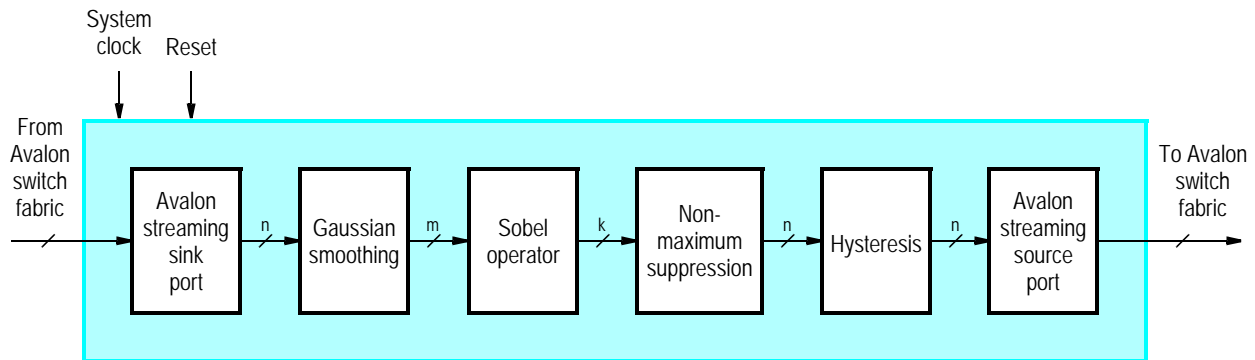 System
clock
Reset
From
Avalon
switch
fabric
Avalon
streaming
sink
port
n
Gaussian
smoothing
m
Sobel
operator
k
Non-
maximum
suppression
n
Hysteresis
n
Avalon
streaming
source
port
To Avalon
switch
fabric